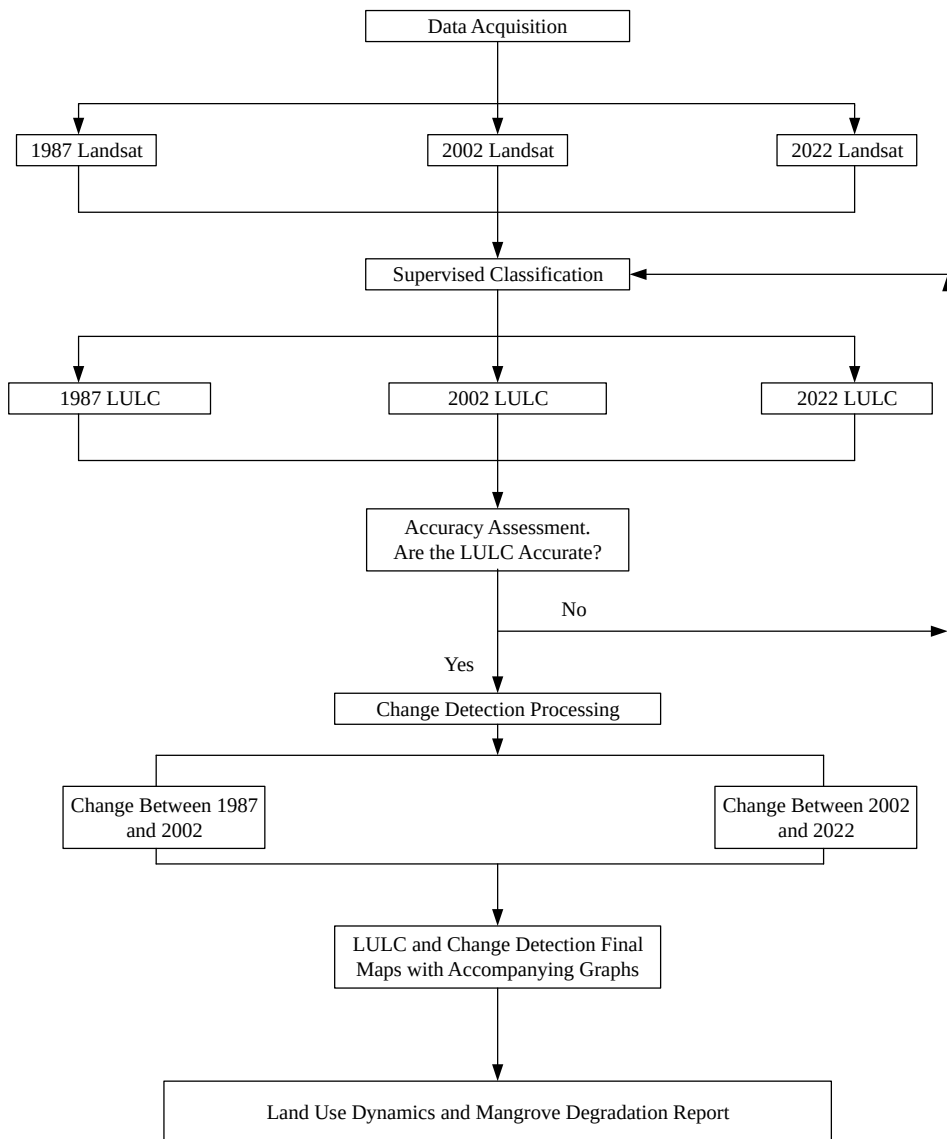 Data Acquisition
1987 Landsat
2002 Landsat
2022 Landsat
Supervised Classification
1987 LULC
2002 LULC
2022 LULC
Accuracy Assessment.
Are the LULC Accurate?
No
Yes
Change Detection Processing
Change Between 1987
and 2002
Change Between 2002
and 2022
LULC and Change Detection Final
Maps with Accompanying Graphs
Land Use Dynamics and Mangrove Degradation Report